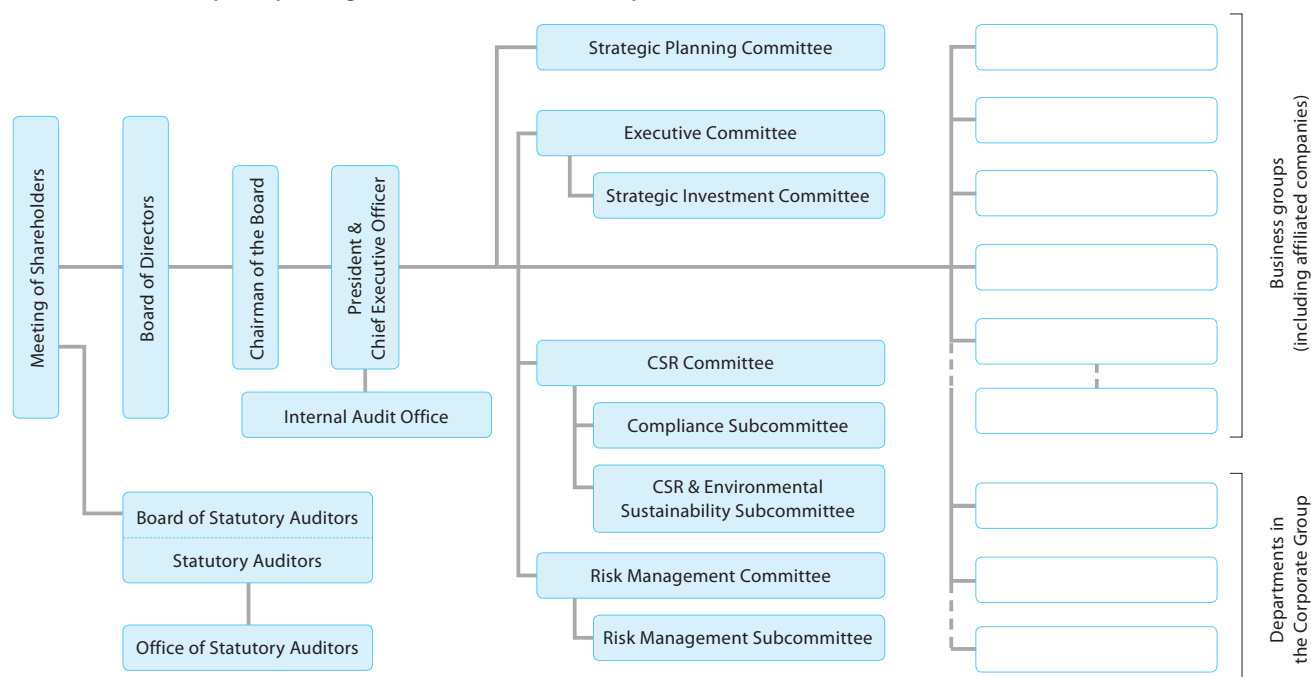 Strategic Planning Committee
Executive Committee
Strategic Investment Committee
Meeting of Shareholders
Board of Directors
Chairman of the Board
President &
Chief Executive Officer
Internal Audit Office
CSR Committee
Compliance Subcommittee
CSR & Environmental
Sustainability Subcommittee
Board of Statutory Auditors
Statutory Auditors
Office of Statutory Auditors
Risk Management Committee
Risk Management Subcommittee
Business groups
(including affiliated companies)
Departments in
the Corporate Group